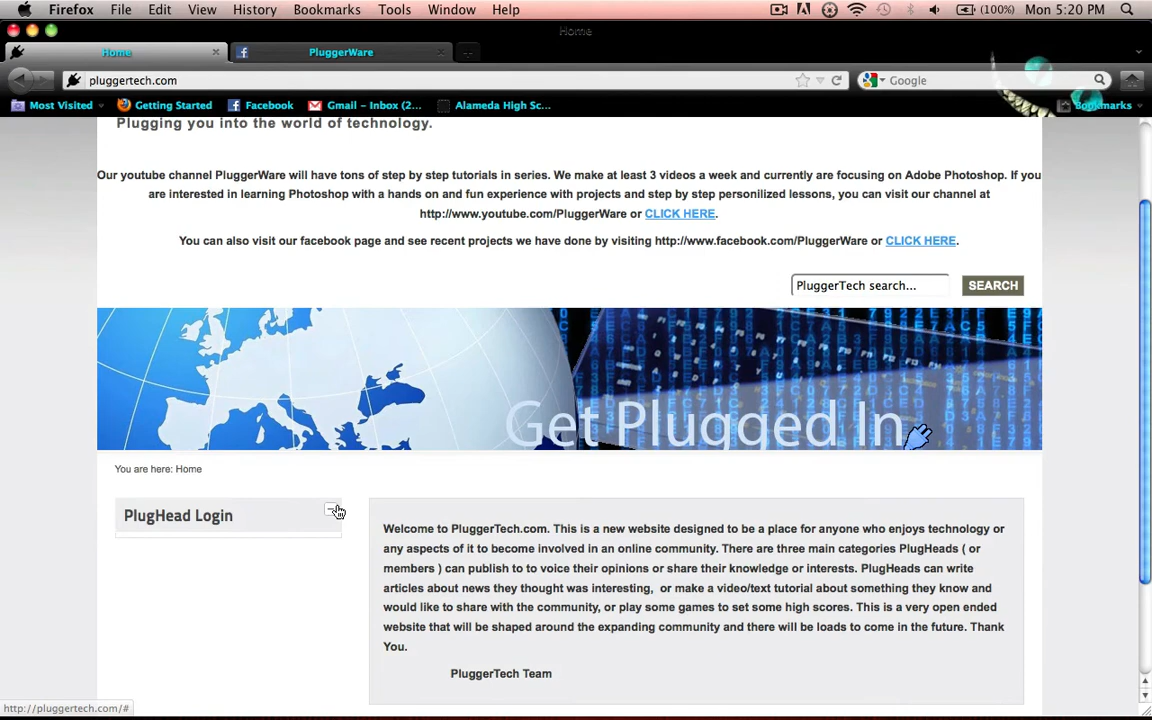 Firefox File Edit View History Bookmarks Tools Window Help (100%) Mon 5:20 PM
Home
Home PluggerWare
pluggertech.com Google
Most Visited Getting Started Facebook Gmail – Inbox (2... Alameda High Sc... Bookmarks
Plugging you into the world of technology.
Our youtube channel PluggerWare will have tons of step by step tutorials in series. We make at least 3 videos a week and currently are focusing on Adobe Photoshop. If you
are interested in learning Photoshop with a hands on and fun experience with projects and step by step personilized lessons, you can visit our channel at
http://www.youtube.com/PluggerWare or CLICK HERE.
You can also visit our facebook page and see recent projects we have done by visiting http://www.facebook.com/PluggerWare or CLICK HERE.
PluggerTech search... SEARCH
Get Plugged In
You are here: Home
PlugHead Login
Welcome to PluggerTech.com. This is a new website designed to be a place for anyone who enjoys technology or
any aspects of it to become involved in an online community. There are three main categories PlugHeads ( or
members ) can publish to to voice their opinions or share their knowledge or interests. PlugHeads can write
articles about news they thought was interesting, or make a video/text tutorial about something they know and
would like to share with the community, or play some games to set some high scores. This is a very open ended
website that will be shaped around the expanding community and there will be loads to come in the future. Thank
You.
PluggerTech Team
http://pluggertech.com/#